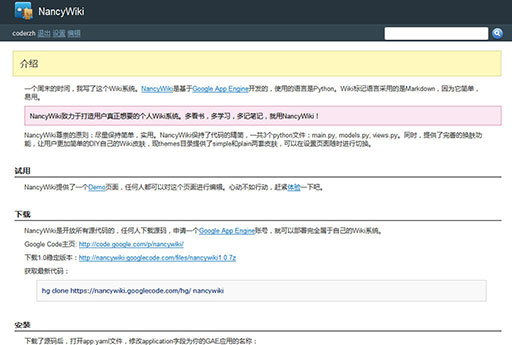 NancyWiki
coderzh 退出 设置 编辑
介绍
一个周末的时间，我写了这个Wiki系统。NancyWiki是基于Google App Engine开发的，使用的语言是Python。Wiki标记语言采用的是Markdown，因为它简单，
易用。
NancyWiki致力于打造用户真正想要的个人Wiki系统。多看书，多学习，多记笔记，就用NancyWiki！
NancyWiki尊崇的原则：尽量保持简单，实用。NancyWiki保持了代码的精简，一共3个python文件：main.py, models.py, views.py。同时，提供了完善的换肤功
能，让用户更加简单的DIY自己的Wiki皮肤，现themes目录提供了simple和plain两套皮肤，可以在设置页面随时进行切换。
试用
NancyWiki提供了一个Demo页面，任何人都可以对这个页面进行编辑。心动不如行动，赶紧体验一下吧。
下载
NancyWiki是开放所有源代码的，任何人下载源码，申请一个Google App Engine账号，就可以部署完全属于自己的Wiki系统。
Google Code主页: http://code.google.com/p/nancywiki/
下载1.0稳定版本：http://nancywiki.googlecode.com/files/nancywiki1.0.7z
获取最新代码：
hg clone https://nancywiki.googlecode.com/hg/ nancywiki
安装
下载了源码后，打开app.yaml文件，修改application字段为你的GAE应用的名称：